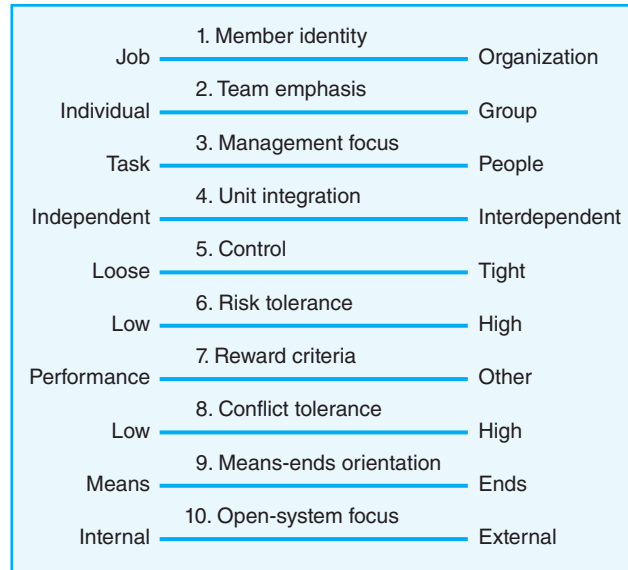 1. Member identity
Job Organization
2. Team emphasis
Individual Group
3. Management focus
Task People
4. Unit integration
Independent Interdependent
5. Control
Loose Tight
6. Risk tolerance
Low High
7. Reward criteria
Performance Other
8. Conflict tolerance
Low High
9. Means-ends orientation
Means Ends
10. Open-system focus
Internal External